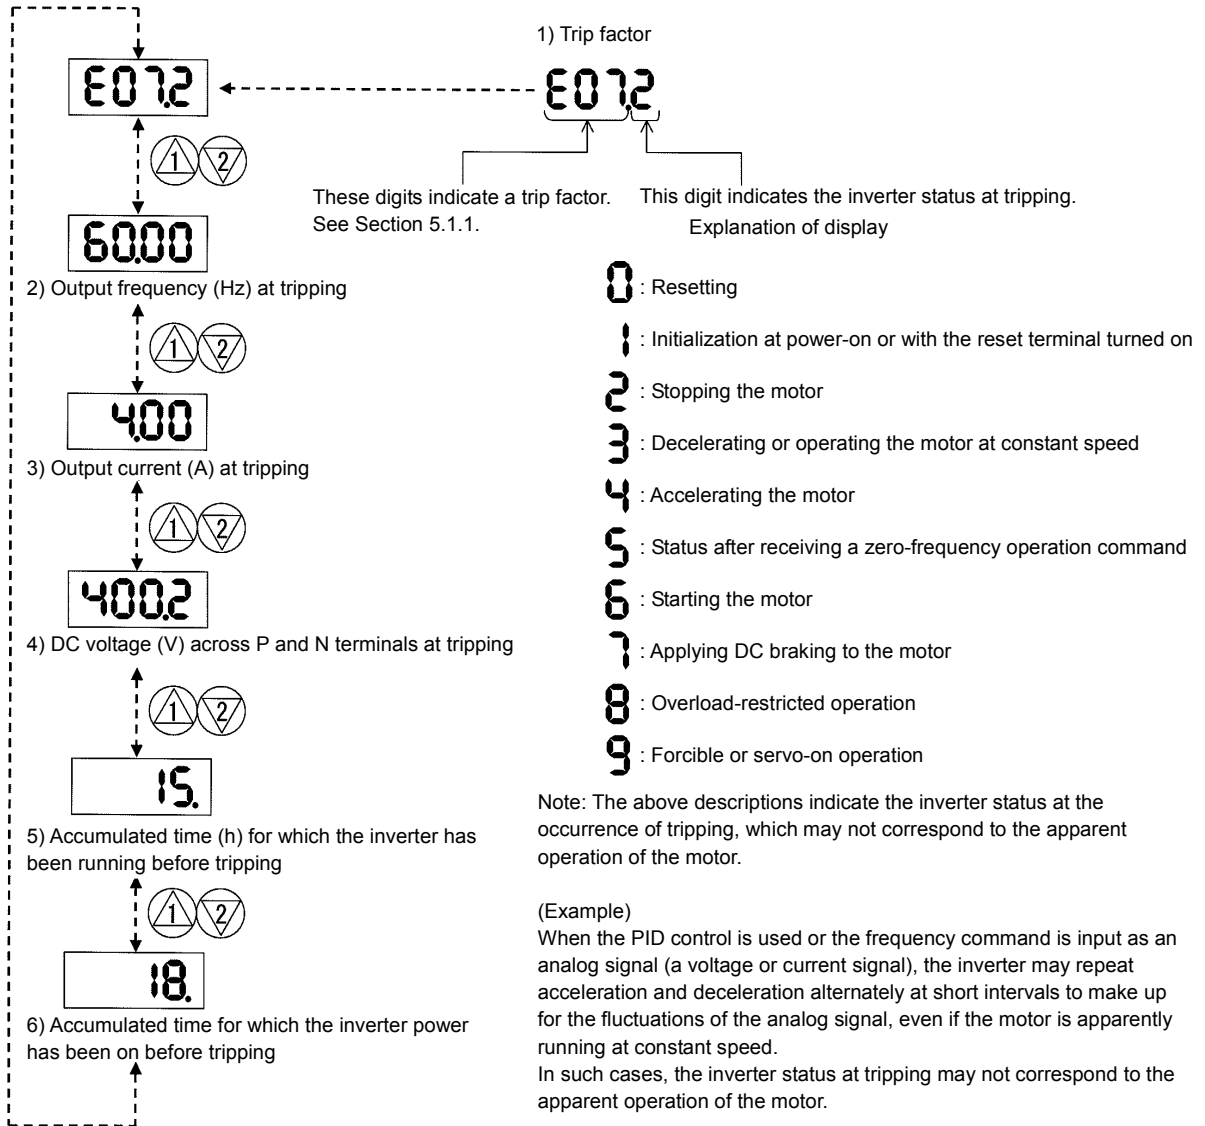 1) Trip factor
E07.2
E07.2
1 2
These digits indicate a trip factor.
See Section 5.1.1.
This digit indicates the inverter status at tripping.
Explanation of display
60.00
2) Output frequency (Hz) at tripping
1 2
4.00
3) Output current (A) at tripping
1 2
400.2
4) DC voltage (V) across P and N terminals at tripping
1 2
15.
5) Accumulated time (h) for which the inverter has
been running before tripping
1 2
18.
6) Accumulated time for which the inverter power
has been on before tripping
0 : Resetting
1 : Initialization at power-on or with the reset terminal turned on
2 : Stopping the motor
3 : Decelerating or operating the motor at constant speed
4 : Accelerating the motor
5 : Status after receiving a zero-frequency operation command
6 : Starting the motor
7 : Applying DC braking to the motor
8 : Overload-restricted operation
9 : Forcible or servo-on operation
Note: The above descriptions indicate the inverter status at the
occurrence of tripping, which may not correspond to the apparent
operation of the motor.
(Example)
When the PID control is used or the frequency command is input as an
analog signal (a voltage or current signal), the inverter may repeat
acceleration and deceleration alternately at short intervals to make up
for the fluctuations of the analog signal, even if the motor is apparently
running at constant speed.
In such cases, the inverter status at tripping may not correspond to the
apparent operation of the motor.